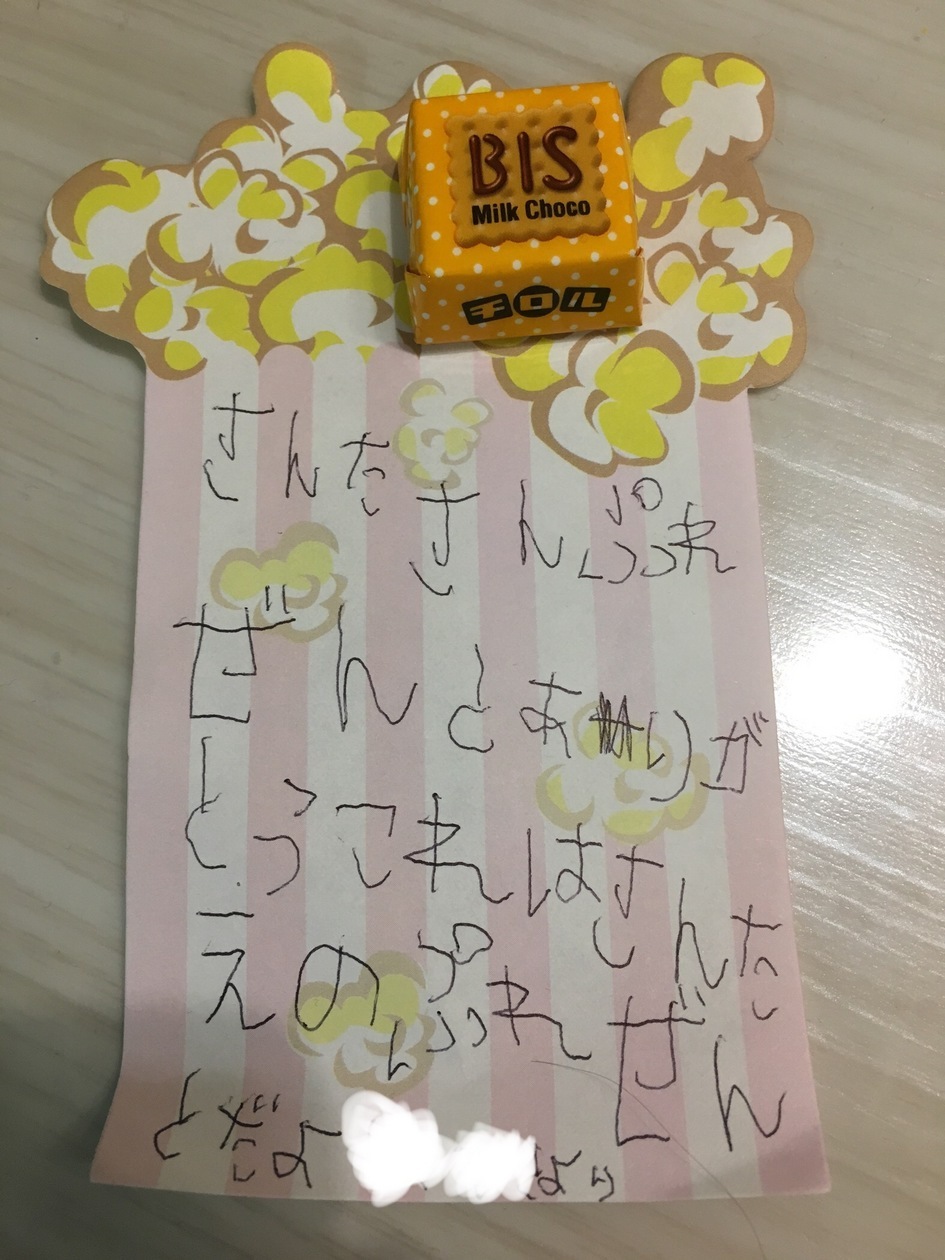 BIS
Milk Choco
チロル
さんたさんぷれ
ぜんとありが
とうこれはさんた
えのぷれぜん
とだよ
より